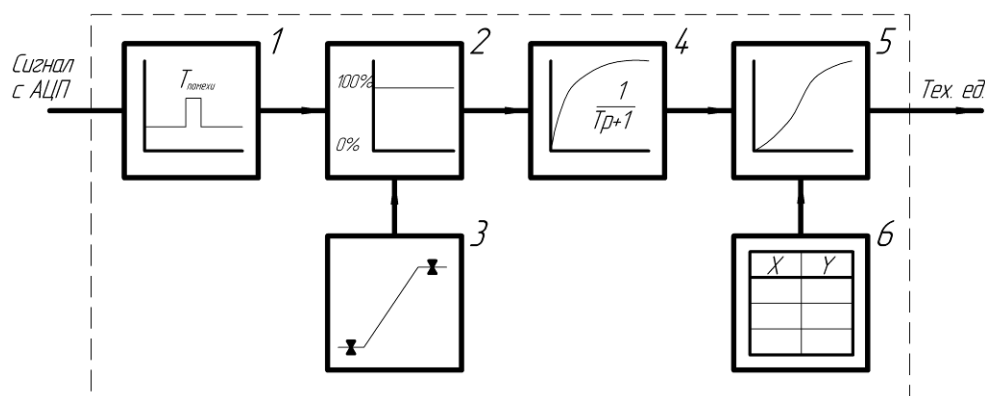 1
2
4
5
Сигнал
с АЦП
Tпомехи
100%
0%
1
Tp+1
Тех. ед.
3
6
X Y